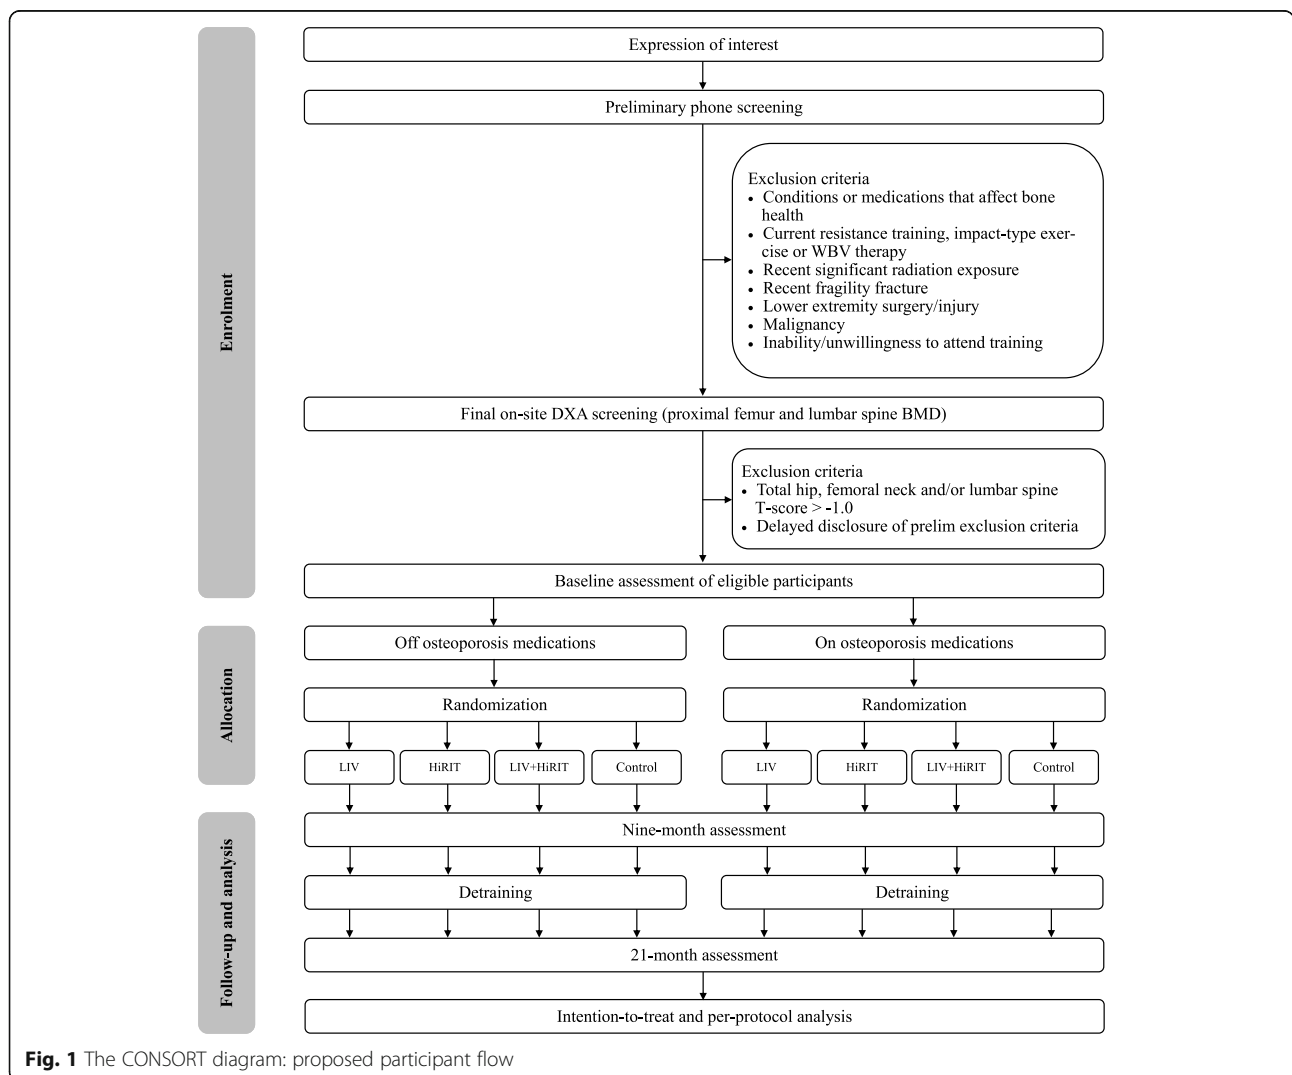 Enrolment
Expression of interest
Preliminary phone screening
Exclusion criteria
• Conditions or medications that affect bone
health
• Current resistance training, impact-type exer-
cise or WBV therapy
• Recent significant radiation exposure
• Recent fragility fracture
• Lower extremity surgery/injury
• Malignancy
• Inability/unwillingness to attend training
Final on-site DXA screening (proximal femur and lumbar spine BMD)
Exclusion criteria
• Total hip, femoral neck and/or lumbar spine
T-score > -1.0
• Delayed disclosure of prelim exclusion criteria
Baseline assessment of eligible participants
Allocation
Off osteoporosis medications
On osteoporosis medications
Randomization
Randomization
LIV
HiRIT
LIV+HiRIT
Control
LIV
HiRIT
LIV+HiRIT
Control
Follow-up and analysis
Nine-month assessment
Detraining
Detraining
21-month assessment
Intention-to-treat and per-protocol analysis
Fig. 1 The CONSORT diagram: proposed participant flow